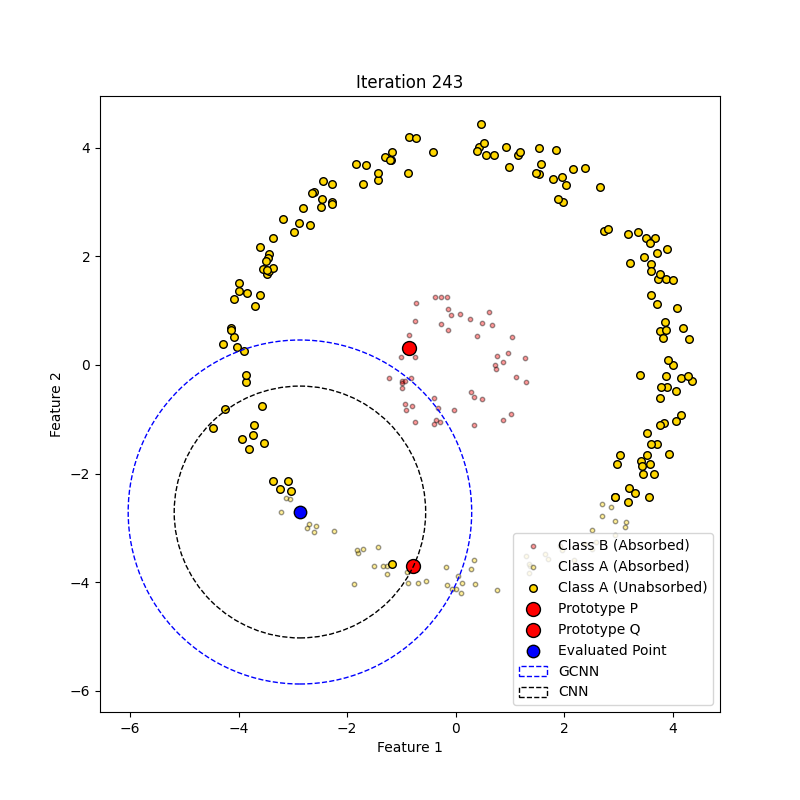 Iteration 243
Feature 2
4
2
0
−2
−4
−6
Class B (Absorbed)
Class A (Absorbed)
Class A (Unabsorbed)
Prototype P
Prototype Q
Evaluated Point
GCNN
CNN
−6 −4 −2 0 2 4
Feature 1